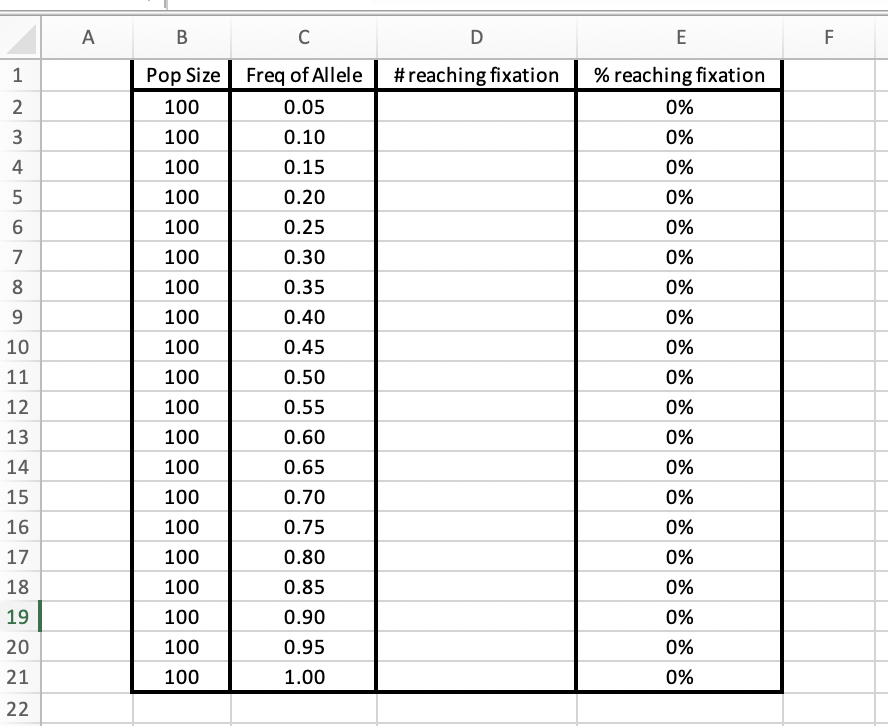 A B C D E F
1 Pop Size Freq of Allele # reaching fixation % reaching fixation
2 100 0.05 0%
3 100 0.10 0%
4 100 0.15 0%
5 100 0.20 0%
6 100 0.25 0%
7 100 0.30 0%
8 100 0.35 0%
9 100 0.40 0%
10 100 0.45 0%
11 100 0.50 0%
12 100 0.55 0%
13 100 0.60 0%
14 100 0.65 0%
15 100 0.70 0%
16 100 0.75 0%
17 100 0.80 0%
18 100 0.85 0%
19 100 0.90 0%
20 100 0.95 0%
21 100 1.00 0%
22